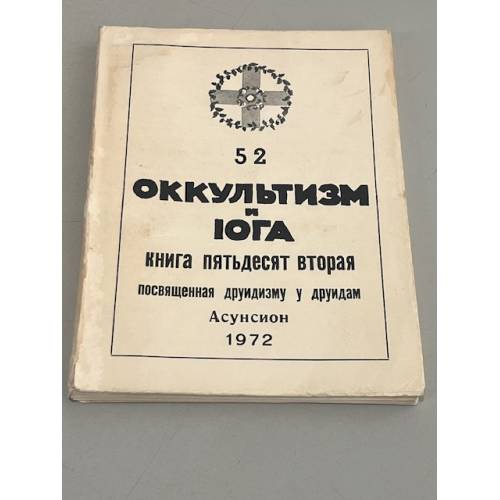 52
ОККУЛЬТИЗМ
и
ІОГА
книга пятьдесят вторая
посвященная друидизму у друидам
Асунсион
1972